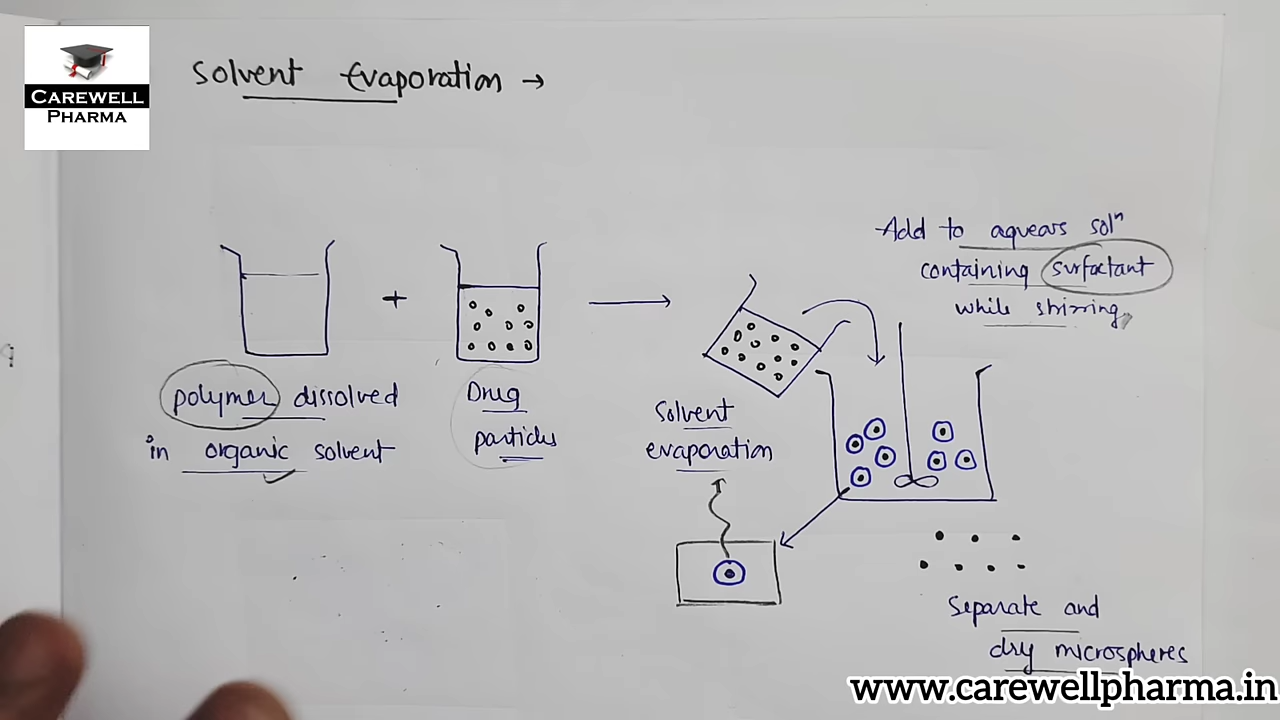 CAREWELL
PHARMA
Solvent Evaporation →
Add to aquears solⁿ
containing surfactant
while stirring
+
polymer dissolved
in organic solvent
Drug
particles
Solvent
evaporation
Separate and
dry microspheres
www.carewellpharma.in